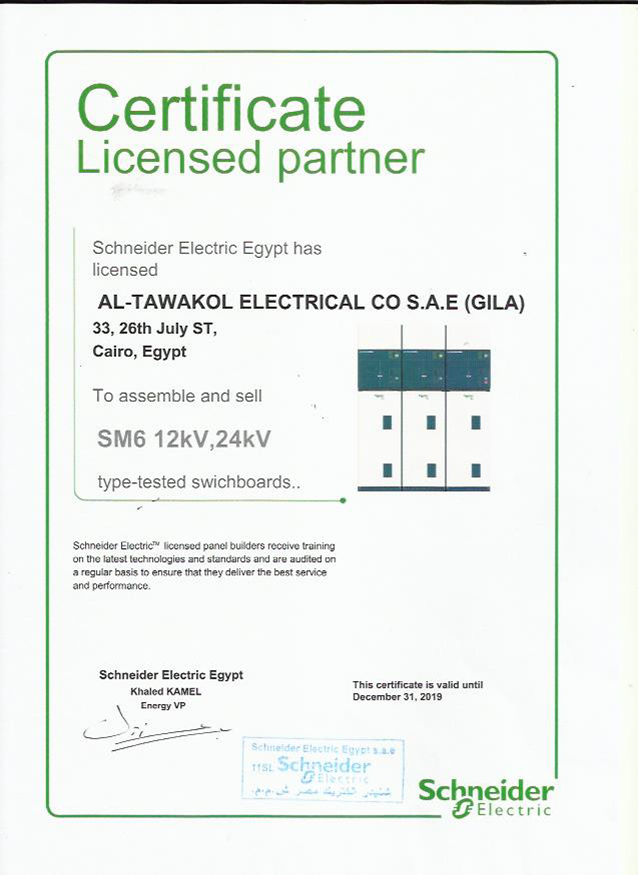 Certificate
Licensed partner
Schneider Electric Egypt has
licensed
AL-TAWAKOL ELECTRICAL CO S.A.E (GILA)
33, 26th July ST,
Cairo, Egypt
To assemble and sell
SM6 12kV,24kV
type-tested swichboards..
Schneider Electric™ licensed panel builders receive training
on the latest technologies and standards and are audited on
a regular basis to ensure that they deliver the best service
and performance.
Schneider Electric Egypt
Khaled KAMEL
Energy VP
This certificate is valid until
December 31, 2019
Schneider Electric Egypt s.a.e
11SL Schneider
Electric
شنيدر الكتريك مصر ش.م.م.
Schneider
Electric